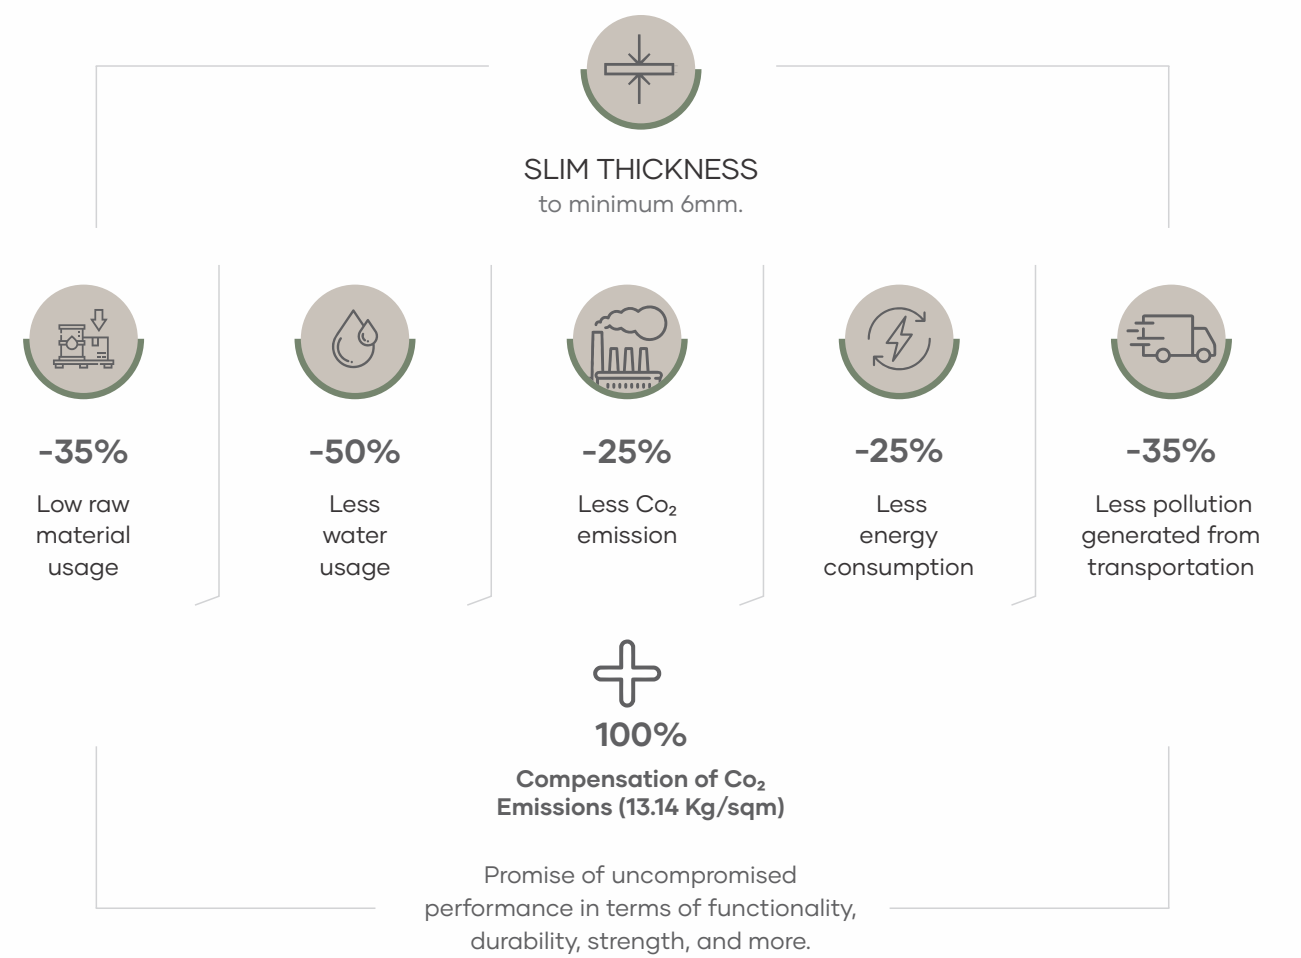 SLIM THICKNESS
to minimum 6mm.
-35%
Low raw
material
usage
-50%
Less
water
usage
-25%
Less Co₂
emission
-25%
Less
energy
consumption
-35%
Less pollution
generated from
transportation
100%
Compensation of Co₂
Emissions (13.14 Kg/sqm)
Promise of uncompromised
performance in terms of functionality,
durability, strength, and more.